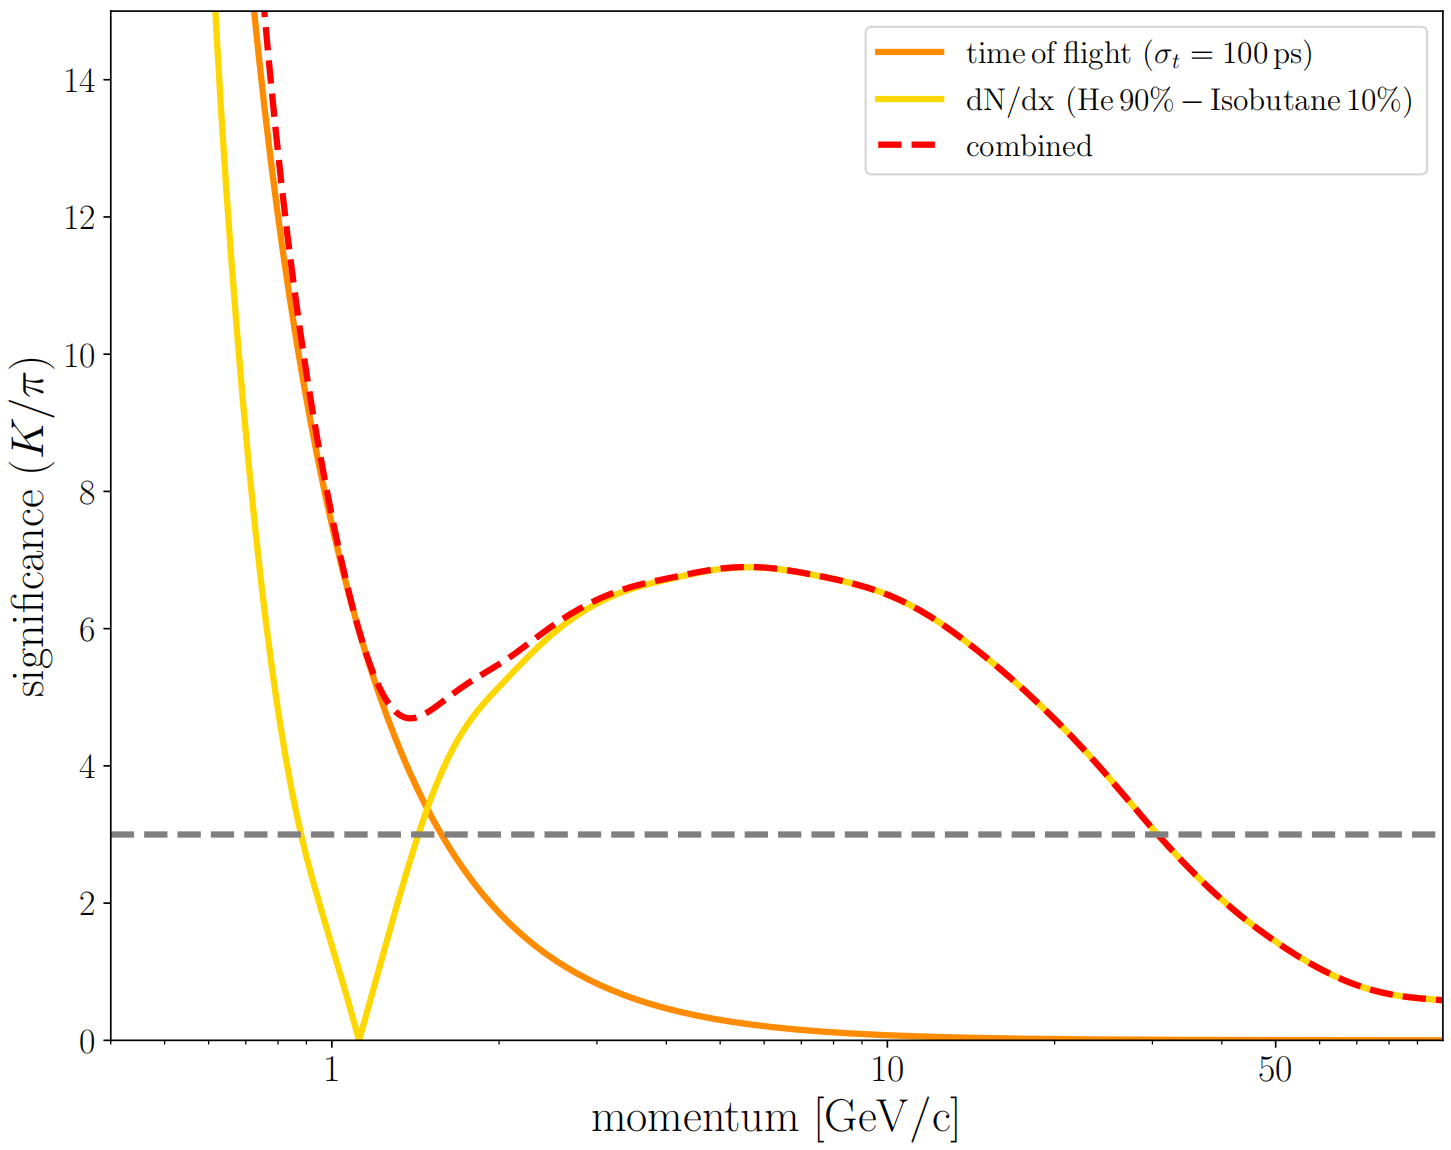 time of flight (σt = 100 ps)
dN/dx (He 90% − Isobutane 10%)
combined
14
12
10
8
6
4
2
0
significance (K/π)
1
10
50
momentum [GeV/c]